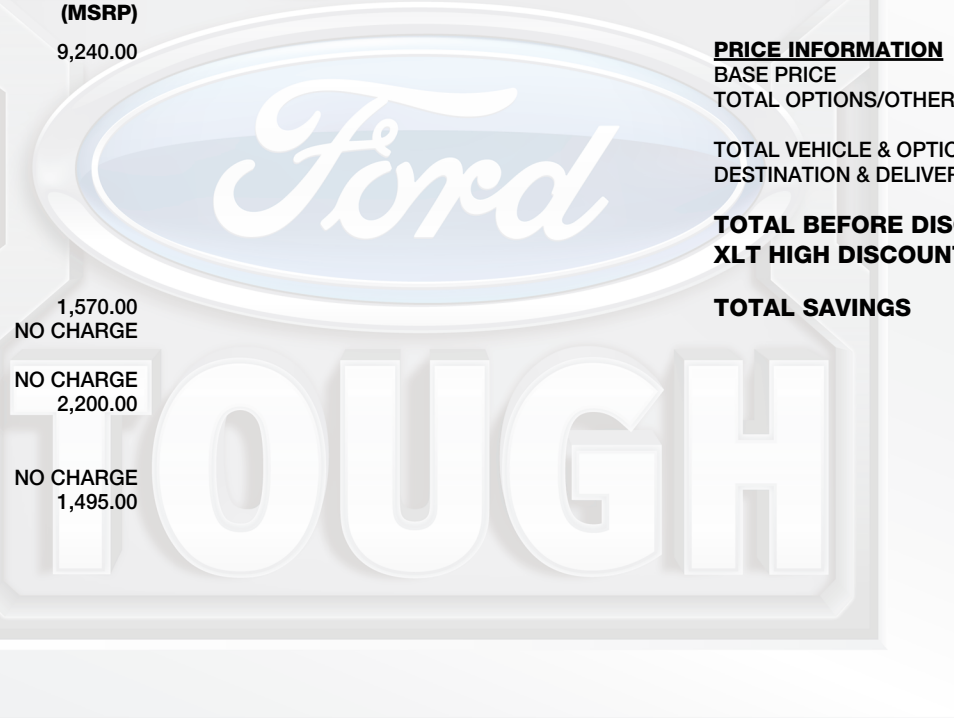 (MSRP)
9,240.00
1,570.00
NO CHARGE
NO CHARGE
2,200.00
NO CHARGE
1,495.00
PRICE INFORMATION
BASE PRICE
TOTAL OPTIONS/OTHER
TOTAL VEHICLE & OPTIO
DESTINATION & DELIVER
TOTAL BEFORE DISC
XLT HIGH DISCOUNT
TOTAL SAVINGS
Ford
TOUGH